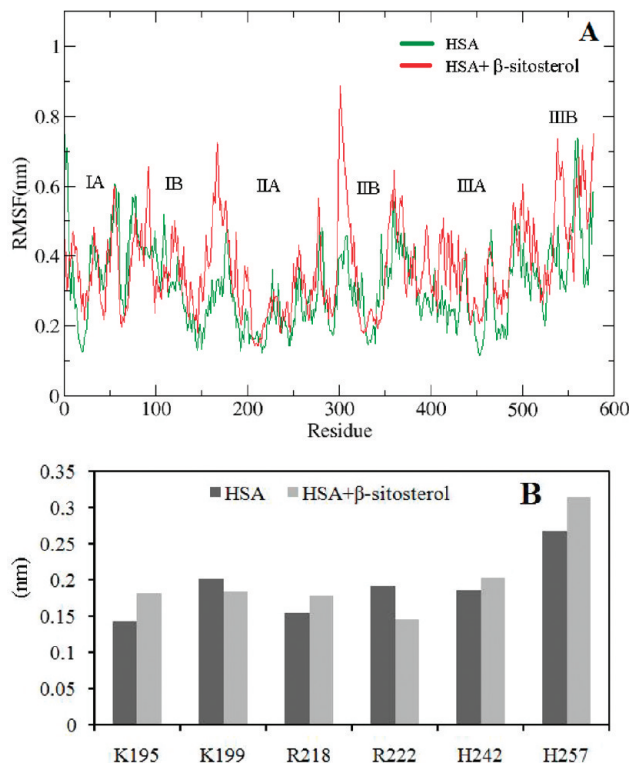 A
HSA
HSA+ β-sitosterol
1
0.8
0.6
0.4
0.2
0
RMSF(nm)
IA
IB
IIA
IIB
IIIA
IIIB
0 100 200 300 400 500 600
Residue
B
HSA HSA+β-sitosterol
0.35
0.3
0.25
0.2
0.15
0.1
0.05
0
(nm)
K195 K199 R218 R222 H242 H257